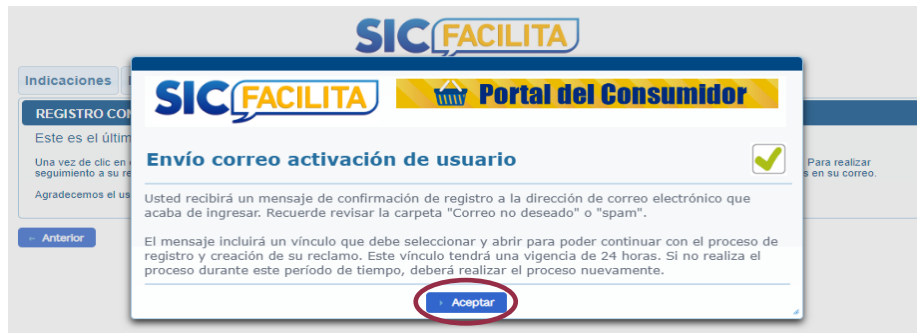 SIC FACILITA
Indicaciones
SIC FACILITA Portal del Consumidor
REGISTRO CO
Este es el últim
Una vez de clic en
seguimiento a su re
Agradecemos el us
Para realizar
s en su correo.
← Anterior
Envío correo activación de usuario
Usted recibirá un mensaje de confirmación de registro a la dirección de correo electrónico que
acaba de ingresar. Recuerde revisar la carpeta "Correo no deseado" o "spam".
El mensaje incluirá un vínculo que debe seleccionar y abrir para poder continuar con el proceso de
registro y creación de su reclamo. Este vínculo tendrá una vigencia de 24 horas. Si no realiza el
proceso durante este período de tiempo, deberá realizar el proceso nuevamente.
Aceptar